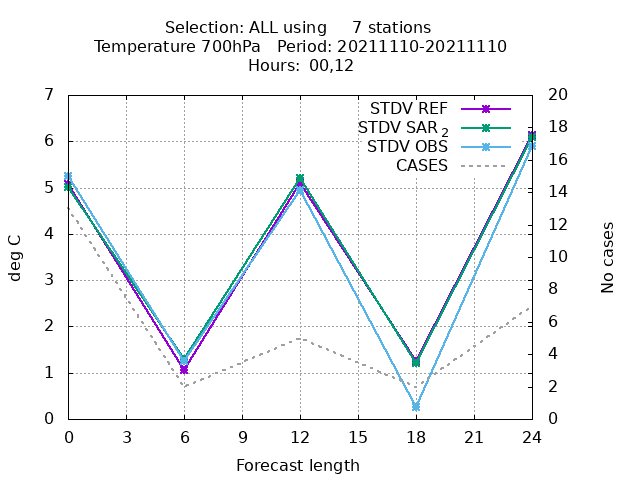 Selection: ALL using     7 stations
Temperature 700hPa   Period: 20211110-20211110
Hours:  00,12
STDV REF
STDV SAR 2
STDV OBS
CASES
7
6
5
4
3
2
1
0
20
18
16
14
12
10
8
6
4
2
0
deg C
No cases
0 3 6 9 12 15 18 21 24
Forecast length